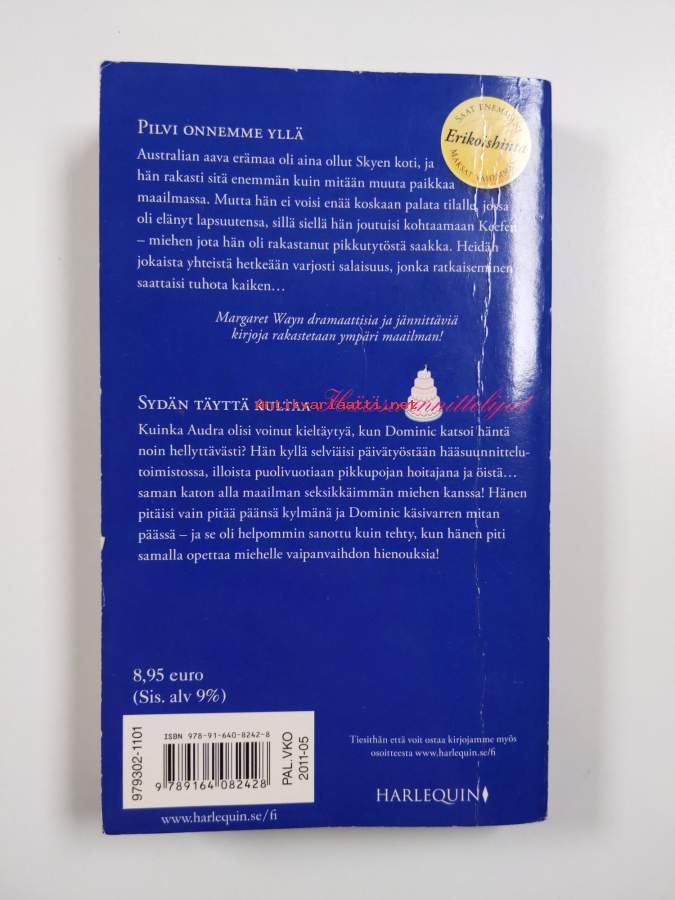 PILVI ONNEMME YLLÄ
SAAT ENEMMÄN
Erikoishinta
MAKSAT VÄHEMMÄN
Australian aava erämaa oli aina ollut Skyen koti, ja
hän rakasti sitä enemmän kuin mitään muuta paikkaa
maailmassa. Mutta hän ei voisi enää koskaan palata tilalle, jossa
oli elänyt lapsuutensa, sillä siellä hän joutuisi kohtaamaan Keefen
– miehen jota hän oli rakastanut pikkutytöstä saakka. Heidän
jokaista yhteistä hetkeään varjosti salaisuus, jonka ratkaiseminen
saattaisi tuhota kaiken…
Margaret Wayn dramaattisia ja jännittäviä
kirjoja rakastetaan ympäri maailman!
SYDÄN TÄYTTÄ KULTAA
Hääsuunnittelijat
Kuinka Audra olisi voinut kieltäytyä, kun Dominic katsoi häntä
noin hellyttävästi? Hän kyllä selviäisi päivätyöstään hääsuunnittelu-
toimistossa, illoista puolivuotiaan pikkupojan hoitajana ja öistä…
saman katon alla maailman seksikkäimmän miehen kanssa! Hänen
pitäisi vain pitää päänsä kylmänä ja Dominic käsivarren mitan
päässä – ja se oli helpommin sanottu kuin tehty, kun hänen piti
samalla opettaa miehelle vaipanvaihdon hienouksia!
8,95 euro
(Sis. alv 9%)
979302-1101
ISBN 978-91-640-8242-8
9 789164 082428
PAL.VKO
2011-05
www.harlequin.se/fi
Tiesithän että voit ostaa kirjojamme myös
osoitteesta www.harlequin.se/fi
HARLEQUIN